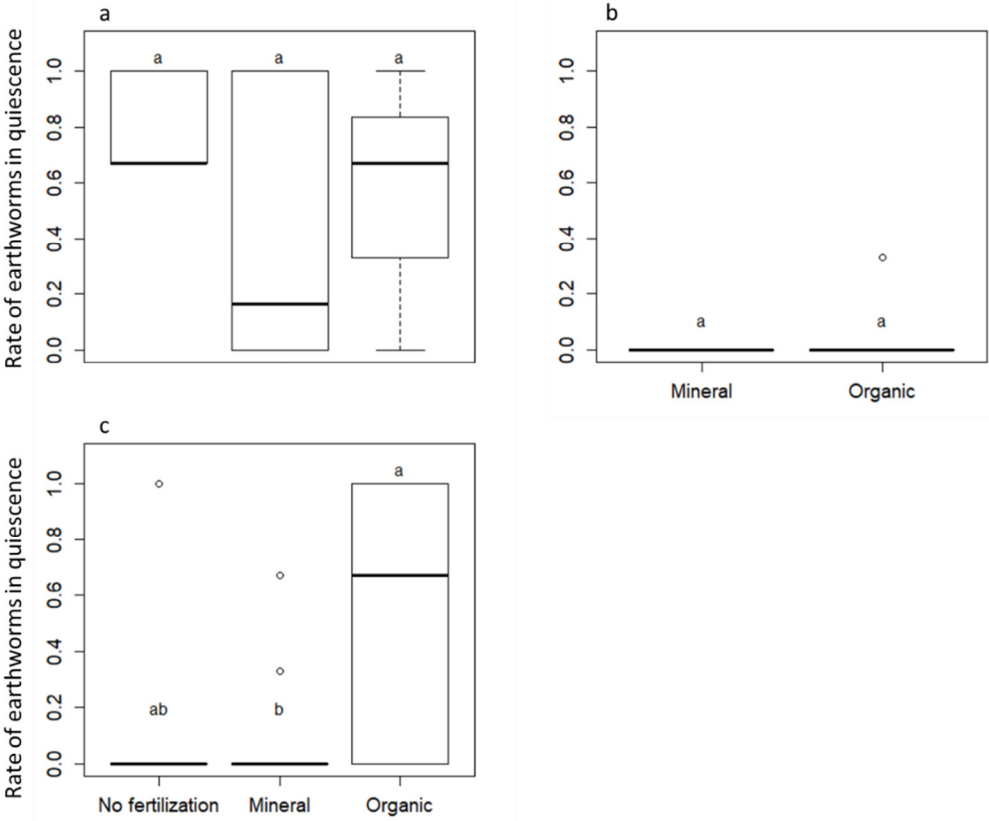 a
Rate of earthworms in quiescence
1.0
0.8
0.6
0.4
0.2
0.0
a a a
b
1.0
0.8
0.6
0.4
0.2
0.0
a a
Mineral Organic
c
Rate of earthworms in quiescence
1.0
0.8
0.6
0.4
0.2
0.0
a
ab b
No fertilization Mineral Organic